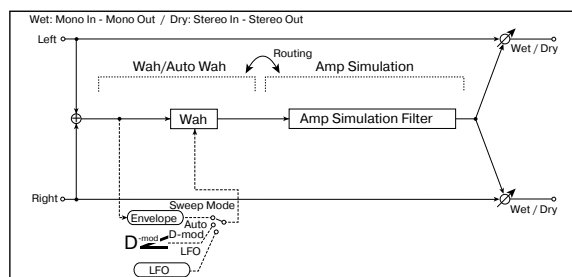 Wet: Mono In - Mono Out / Dry: Stereo In - Stereo Out
Left
Wet / Dry
Routing
Wah/Auto Wah
Amp Simulation
Wah
Amp Simulation Filter
Right
Wet / Dry
Sweep Mode
Envelope
Auto
D-mod
D-mod
LFO
LFO